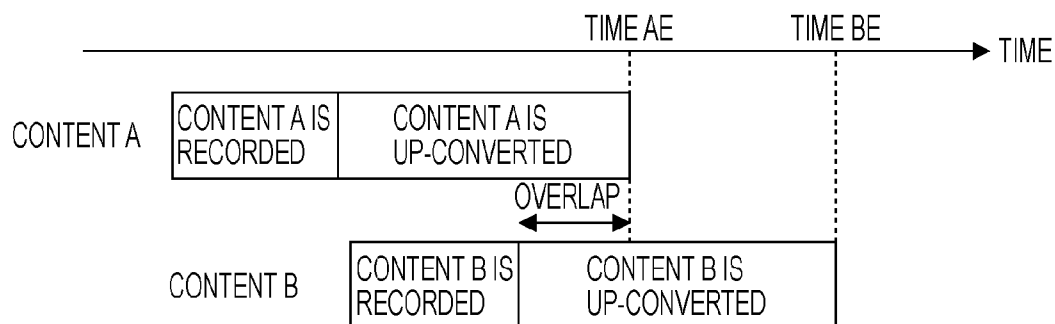 TIME AE
TIME BE
TIME
CONTENT A
CONTENT A IS
RECORDED
CONTENT A IS
UP-CONVERTED
OVERLAP
CONTENT B
CONTENT B IS
RECORDED
CONTENT B IS
UP-CONVERTED